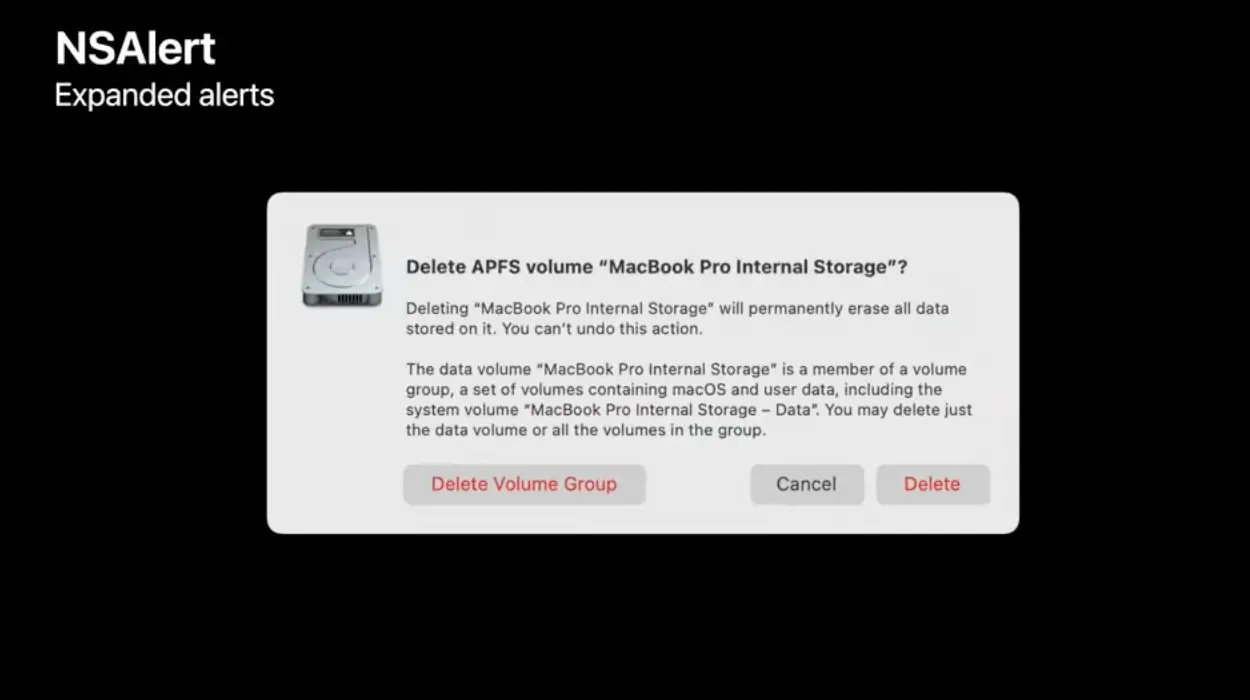 NSAlert
Expanded alerts
Delete APFS volume “MacBook Pro Internal Storage”?
Deleting “MacBook Pro Internal Storage” will permanently erase all data
stored on it. You can’t undo this action.
The data volume “MacBook Pro Internal Storage” is a member of a volume
group, a set of volumes containing macOS and user data, including the
system volume “MacBook Pro Internal Storage – Data”. You may delete just
the data volume or all the volumes in the group.
Delete Volume Group Cancel Delete